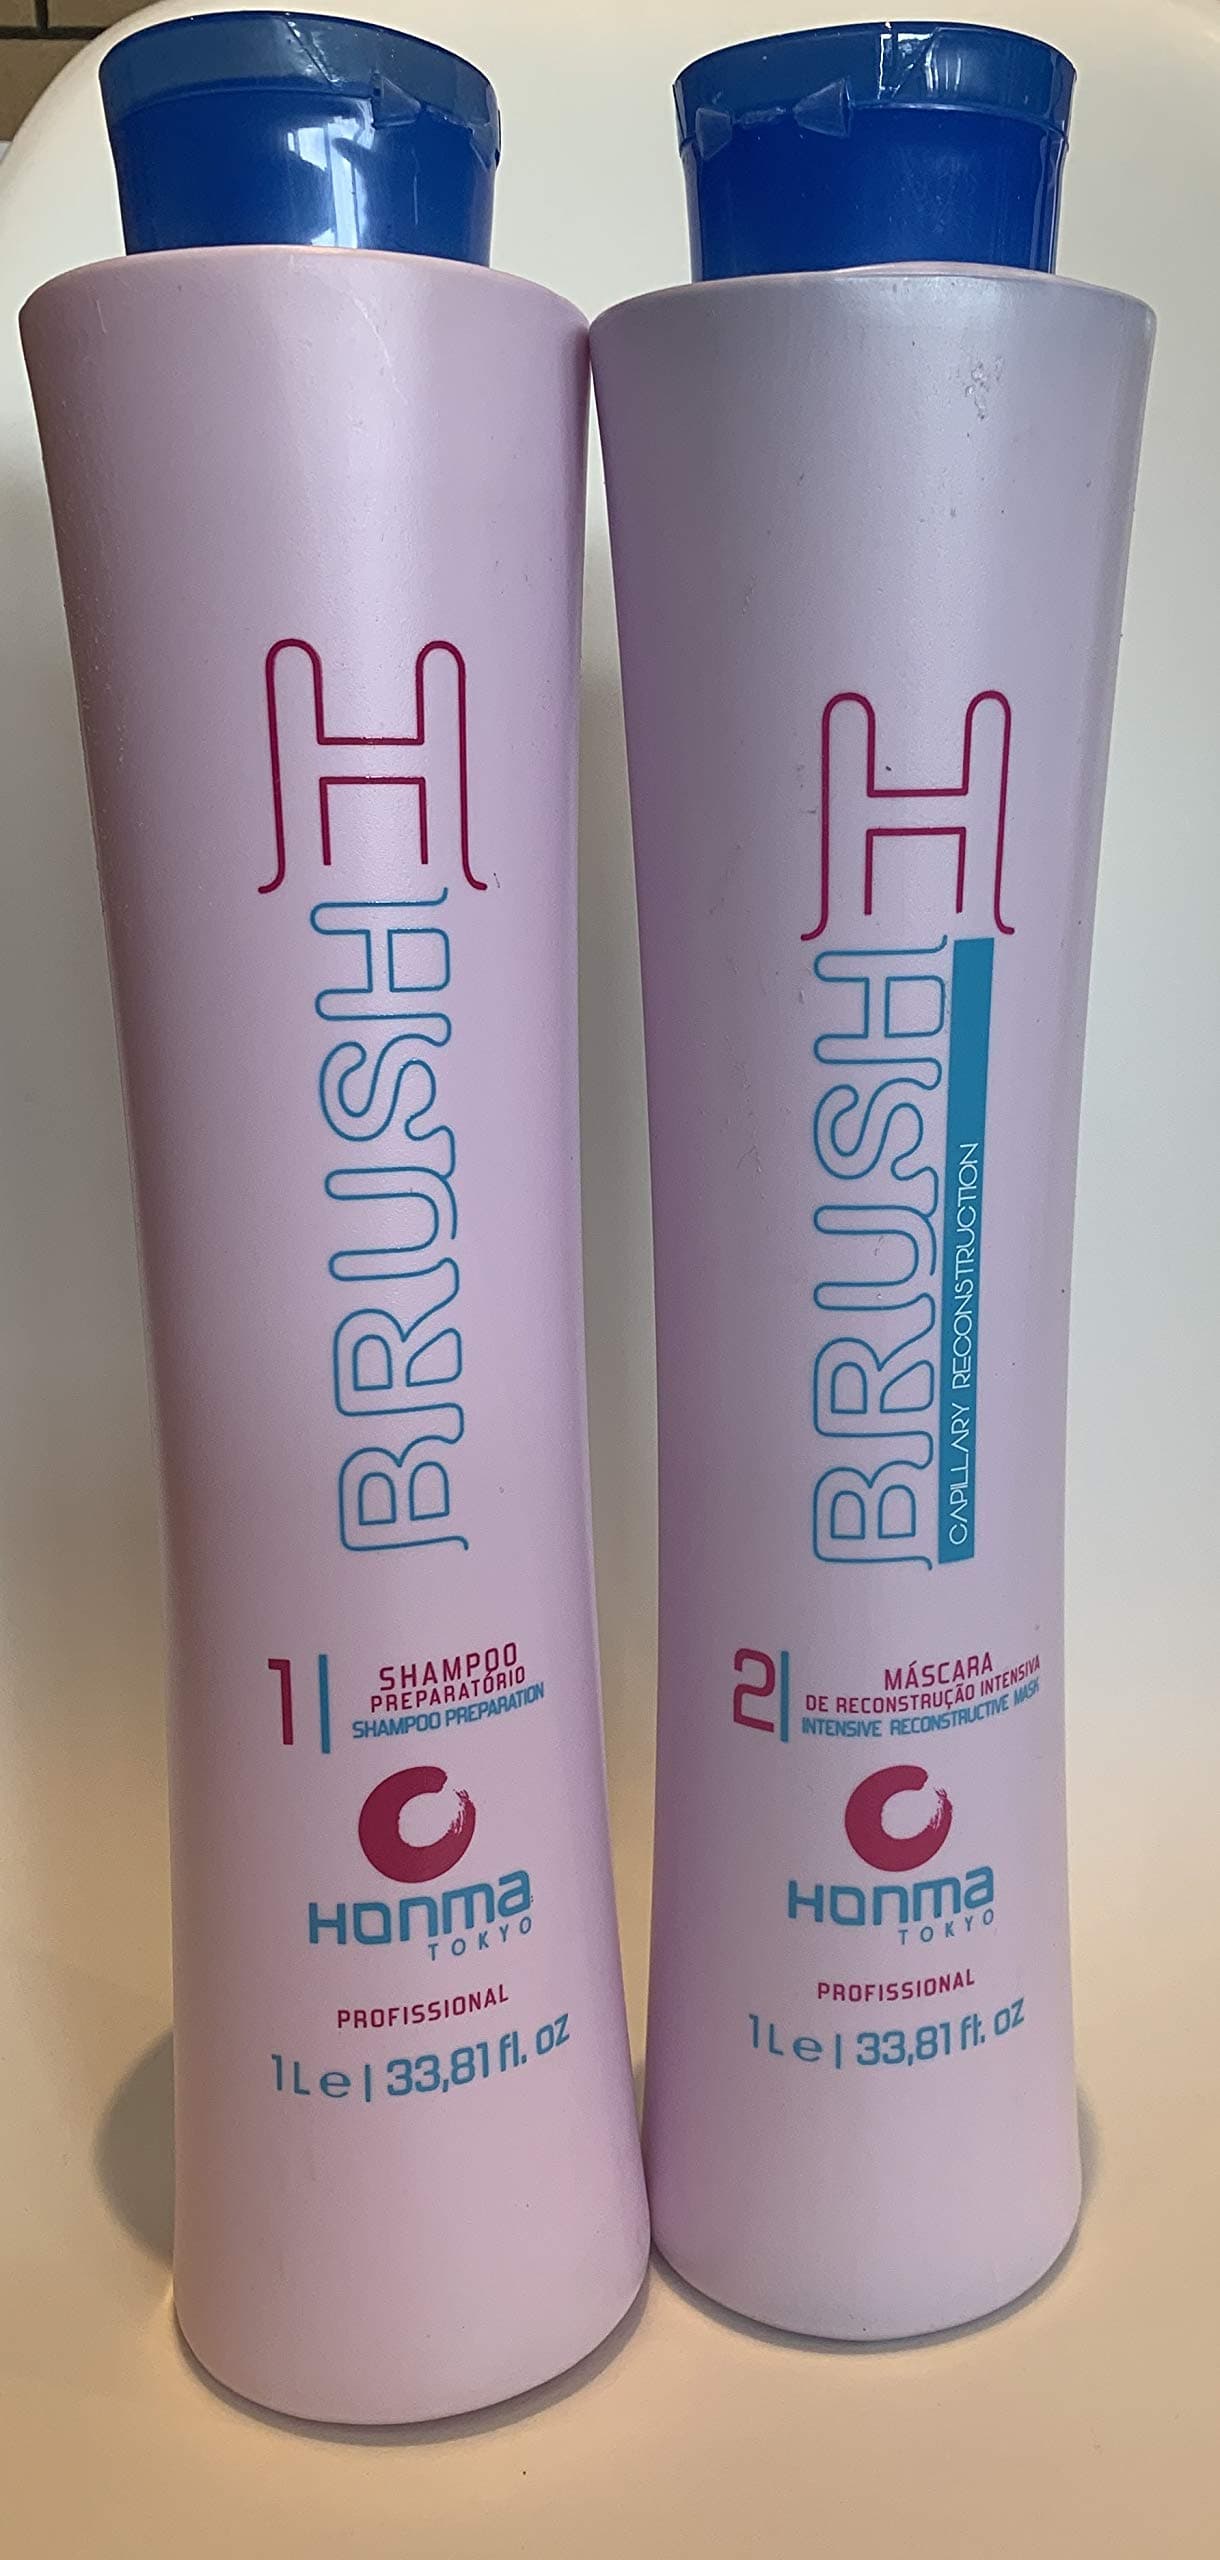 H
BRUSH
1
SHAMPOO
PREPARATÓRIO
SHAMPOO PREPARATION
Honma
TOKYO
PROFISSIONAL
1L e | 33,81 fl. oz
H
BRUSH
CAPILLARY RECONSTRUCTION
2
MÁSCARA
DE RECONSTRUÇÃO INTENSIVA
INTENSIVE RECONSTRUCTIVE MASK
Honma
TOKYO
PROFISSIONAL
1L e | 33,81 fl. oz